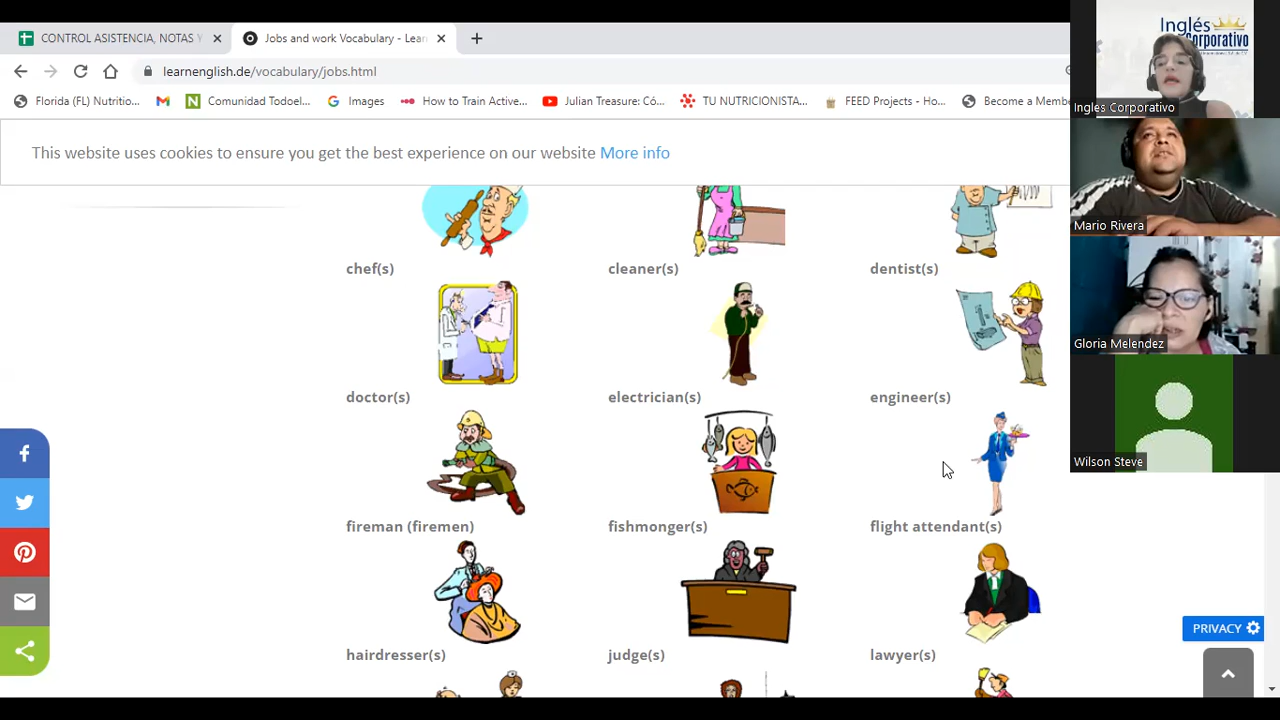 CONTROL ASISTENCIA, NOTAS Y
Jobs and work Vocabulary - Lear
learnenglish.de/vocabulary/jobs.html
Florida (FL) Nutritio...
Comunidad Todoel...
Images
How to Train Active...
Julian Treasure: Có...
TU NUTRICIONISTA...
FEED Projects - Ho...
Become a Membe
This website uses cookies to ensure you get the best experience on our website More info
chef(s)
cleaner(s)
dentist(s)
doctor(s)
electrician(s)
engineer(s)
fireman (firemen)
fishmonger(s)
flight attendant(s)
hairdresser(s)
judge(s)
lawyer(s)
PRIVACY
Inglés
Corporativo
Ingles Corporativo
Mario Rivera
Gloria Melendez
Wilson Steve